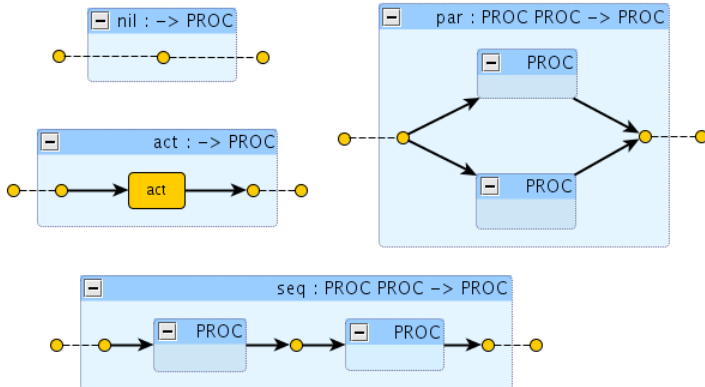 nil : -> PROC
par : PROC PROC -> PROC
PROC
act : -> PROC
act
PROC
seq : PROC PROC -> PROC
PROC
PROC